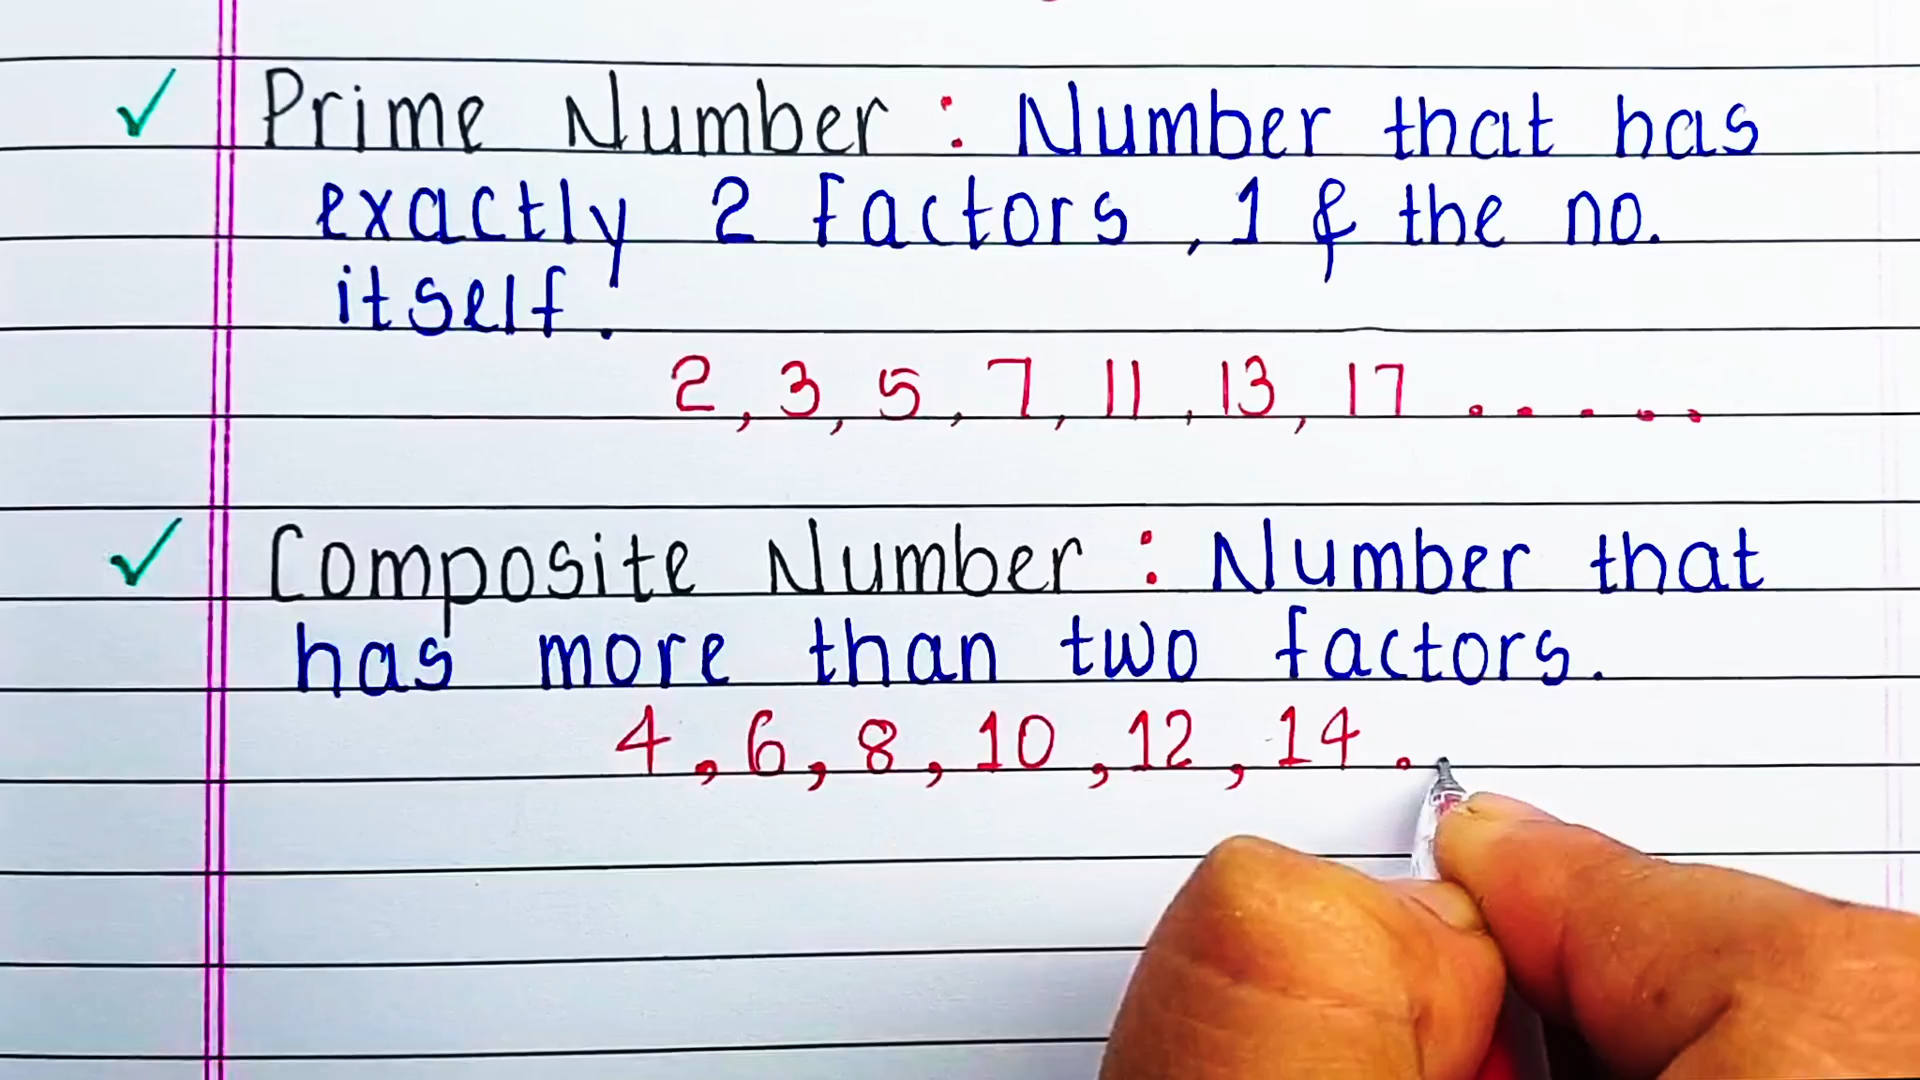 ✓ Prime Number : Number that has
exactly 2 factors, 1 & the no.
itself.
2, 3, 5, 7, 11, 13, 17 . . . . .
✓ Composite Number : Number that
has more than two factors.
4, 6, 8, 10, 12, 14 .